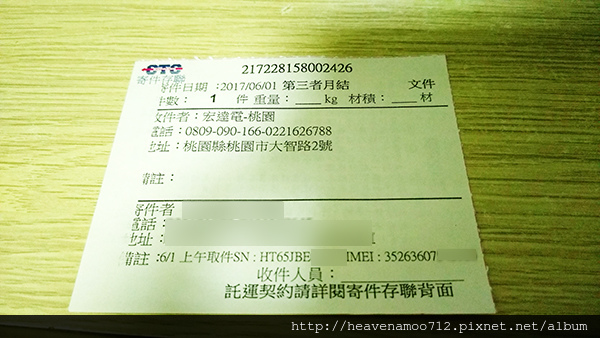 CTC 217228158002426
寄件存聯
寄件日期 :2017/06/01 第三者月結 文件
件數： 1 件 重量： ___ kg 材積： ___ 材
收件者：宏達電-桃園
電話：0809-090-166-0221626788
地址：桃園縣桃園市大智路2號
備註：
寄件者
電話：
地址：
備註 :6/1 上午取件SN : HT65JBE IMEI : 35263607
收件人員：
託運契約請詳閱寄件存聯背面
http://heavenamoo712.pixnet.net/album